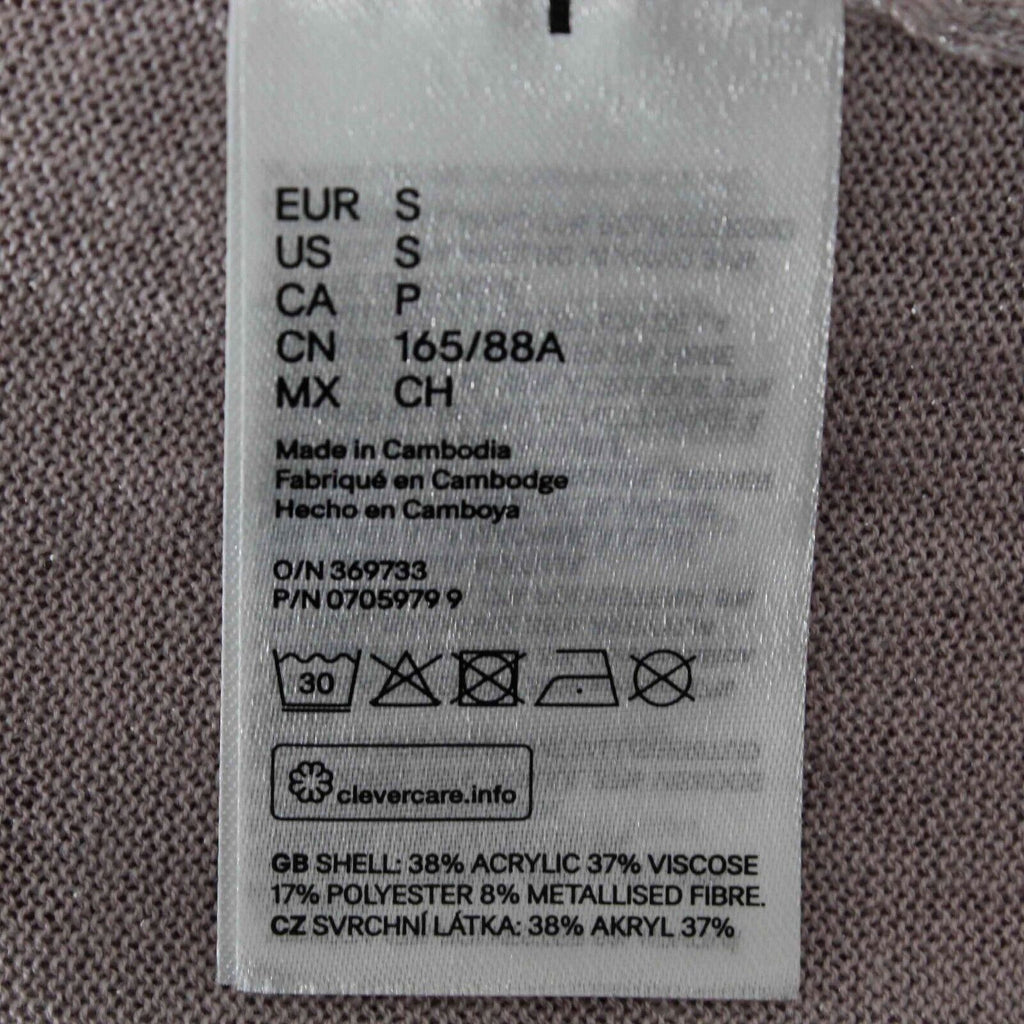 EUR S
US S
CA P
CN 165/88A
MX CH
Made in Cambodia
Fabriqué en Cambodge
Hecho en Camboya
O/N 369733
P/N 0705979 9
30
clevercare.info
GB SHELL: 38% ACRYLIC 37% VISCOSE
17% POLYESTER 8% METALLISED FIBRE.
CZ SVRCHNÍ LÁTKA: 38% AKRYL 37%